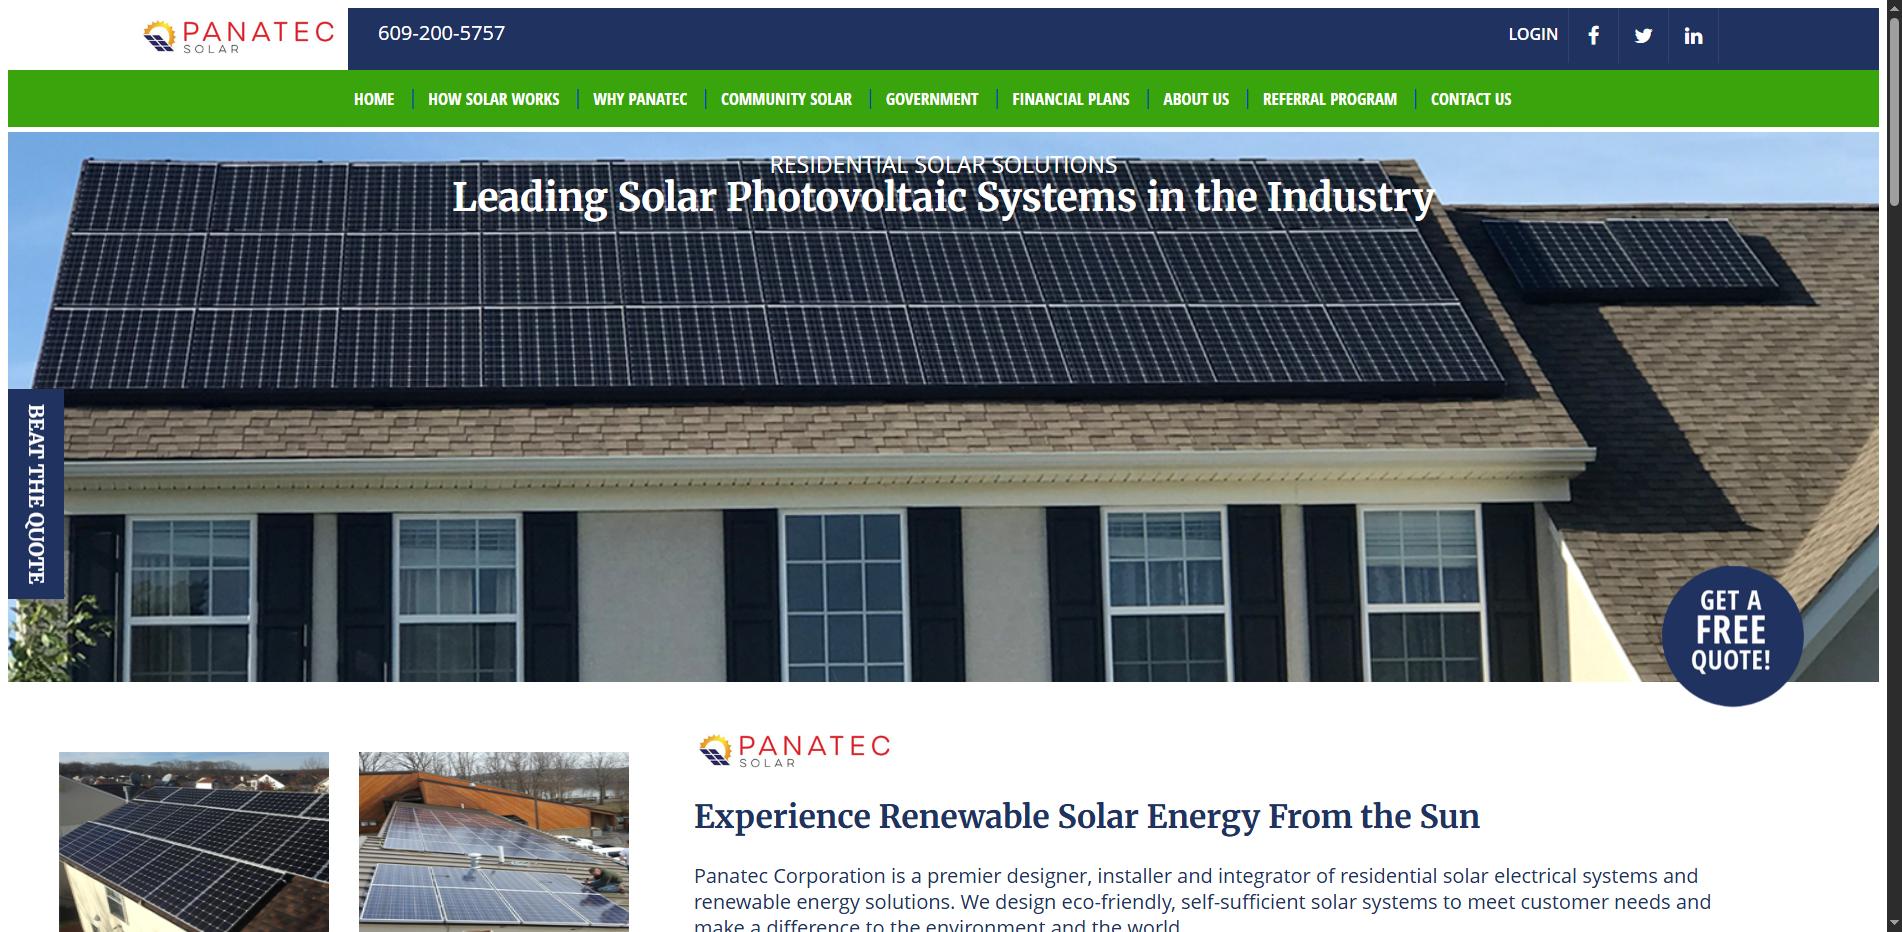 PANATEC
SOLAR
609-200-5757
LOGIN
HOME
HOW SOLAR WORKS
WHY PANATEC
COMMUNITY SOLAR
GOVERNMENT
FINANCIAL PLANS
ABOUT US
REFERRAL PROGRAM
CONTACT US
RESIDENTIAL SOLAR SOLUTIONS
Leading Solar Photovoltaic Systems in the Industry
BEAT THE QUOTE
GET A
FREE
QUOTE!
PANATEC
SOLAR
Experience Renewable Solar Energy From the Sun
Panatec Corporation is a premier designer, installer and integrator of residential solar electrical systems and
renewable energy solutions. We design eco-friendly, self-sufficient solar systems to meet customer needs and
make a difference to the environment and the world.